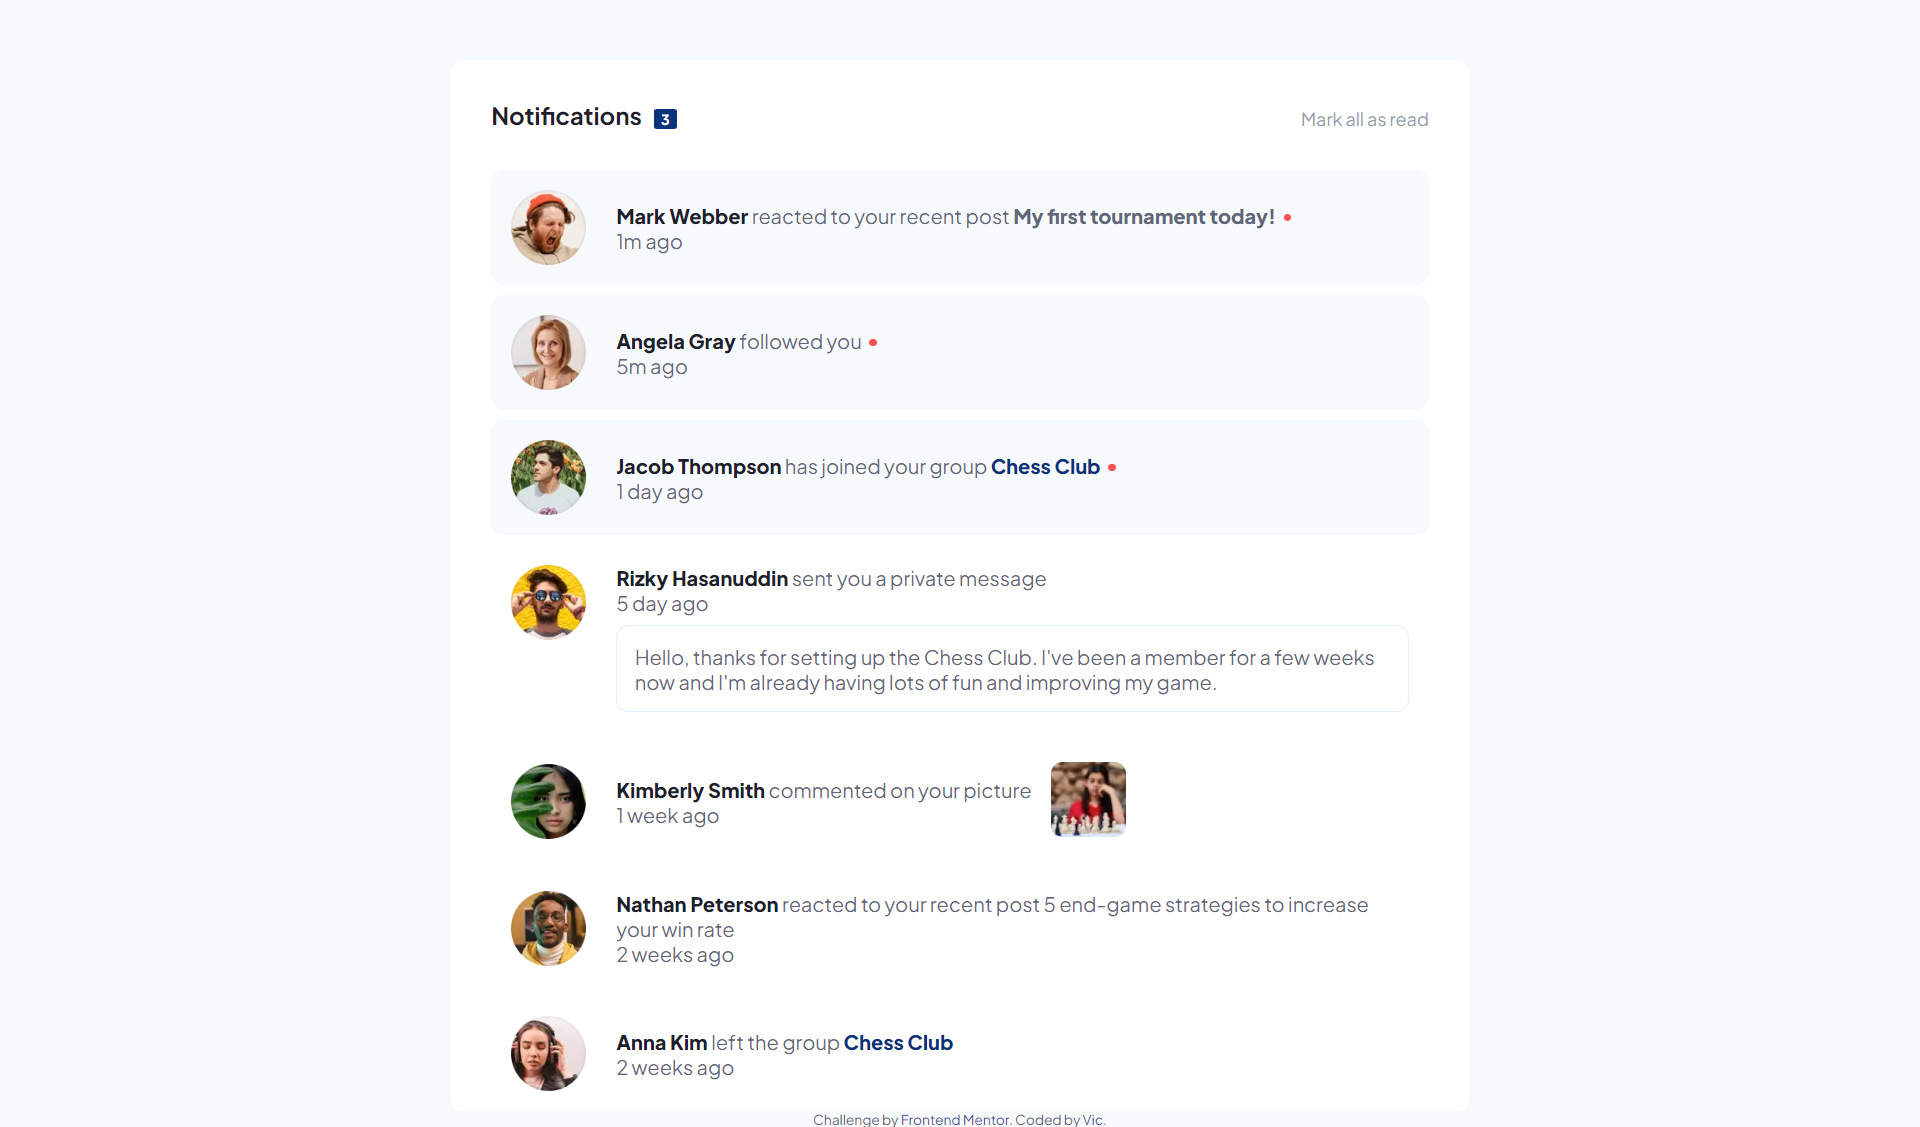 Notifications 3
Mark all as read
Mark Webber reacted to your recent post My first tournament today!
1m ago
Angela Gray followed you
5m ago
Jacob Thompson has joined your group Chess Club
1 day ago
Rizky Hasanuddin sent you a private message
5 day ago
Hello, thanks for setting up the Chess Club. I've been a member for a few weeks
now and I'm already having lots of fun and improving my game.
Kimberly Smith commented on your picture
1 week ago
Nathan Peterson reacted to your recent post 5 end-game strategies to increase
your win rate
2 weeks ago
Anna Kim left the group Chess Club
2 weeks ago
Challenge by Frontend Mentor. Coded by Vic.